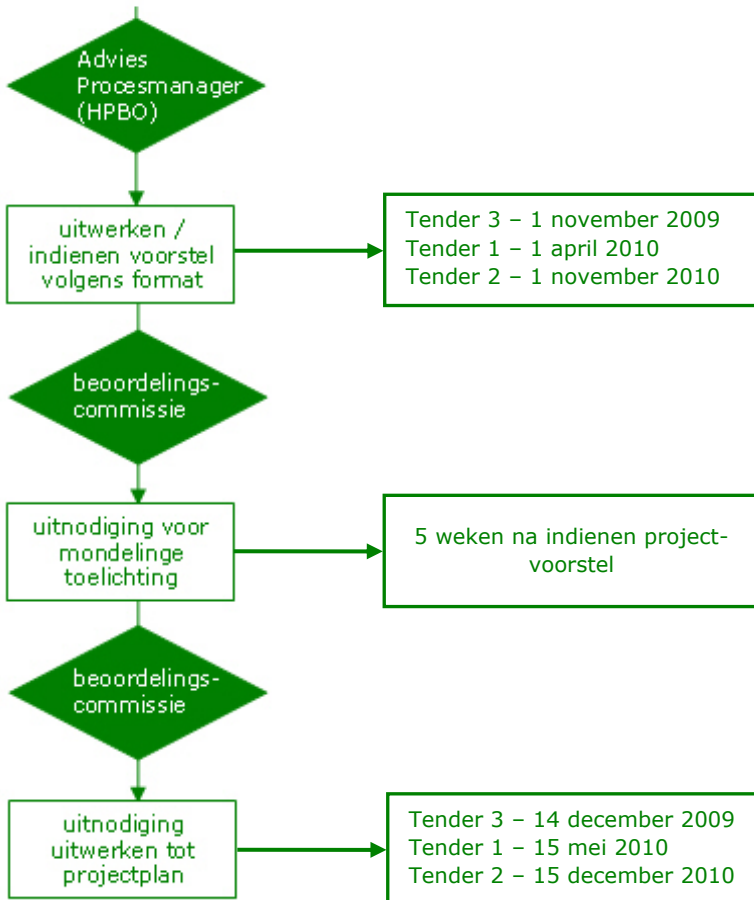 Advies
Procesmanager
(HPBO)
uitwerken /
indienen voorstel
volgens format
Tender 3 – 1 november 2009
Tender 1 – 1 april 2010
Tender 2 – 1 november 2010
beoordelings-
commissie
uitnodiging voor
mondelinge
toelichting
5 weken na indienen project-
voorstel
beoordelings-
commissie
uitnodiging
uitwerken tot
projectplan
Tender 3 – 14 december 2009
Tender 1 – 15 mei 2010
Tender 2 – 15 december 2010